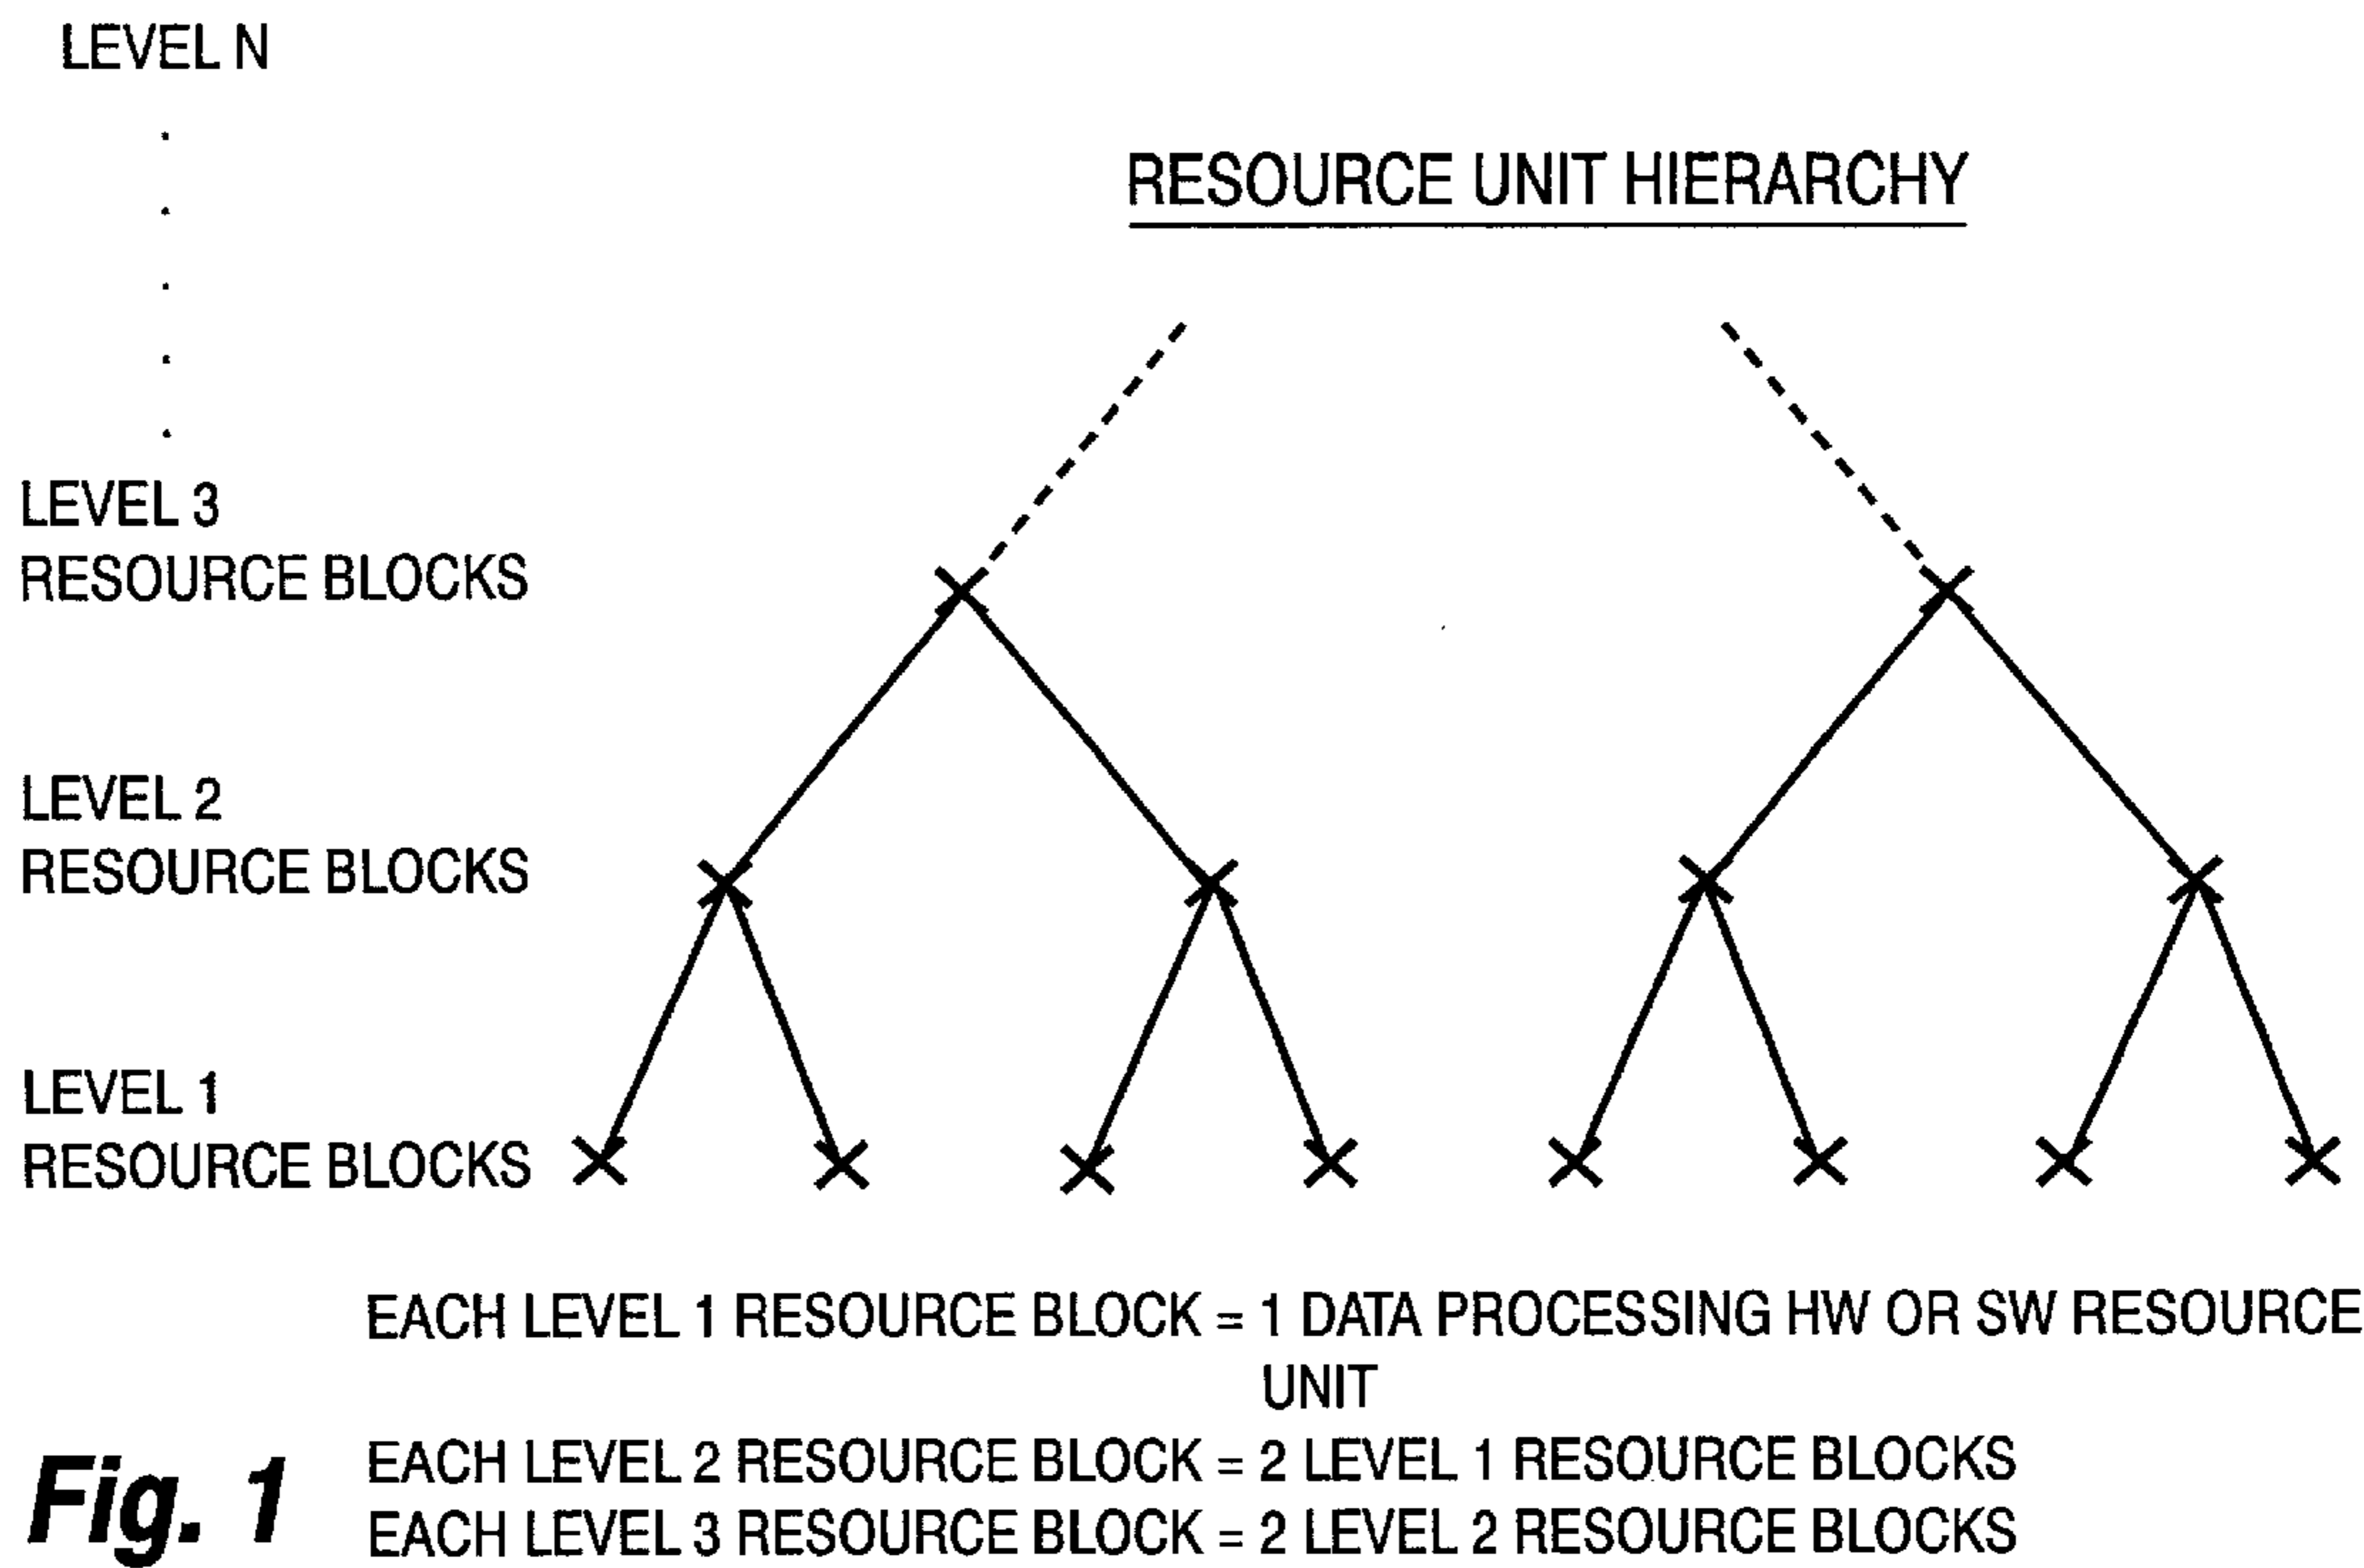 LEVEL N
RESOURCE UNIT HIERARCHY
LEVEL 3
RESOURCE BLOCKS
LEVEL 2
RESOURCE BLOCKS
LEVEL 1
RESOURCE BLOCKS
EACH LEVEL 1 RESOURCE BLOCK = 1 DATA PROCESSING HW OR SW RESOURCE
UNIT
EACH LEVEL 2 RESOURCE BLOCK = 2 LEVEL 1 RESOURCE BLOCKS
EACH LEVEL 3 RESOURCE BLOCK = 2 LEVEL 2 RESOURCE BLOCKS
Fig. 1